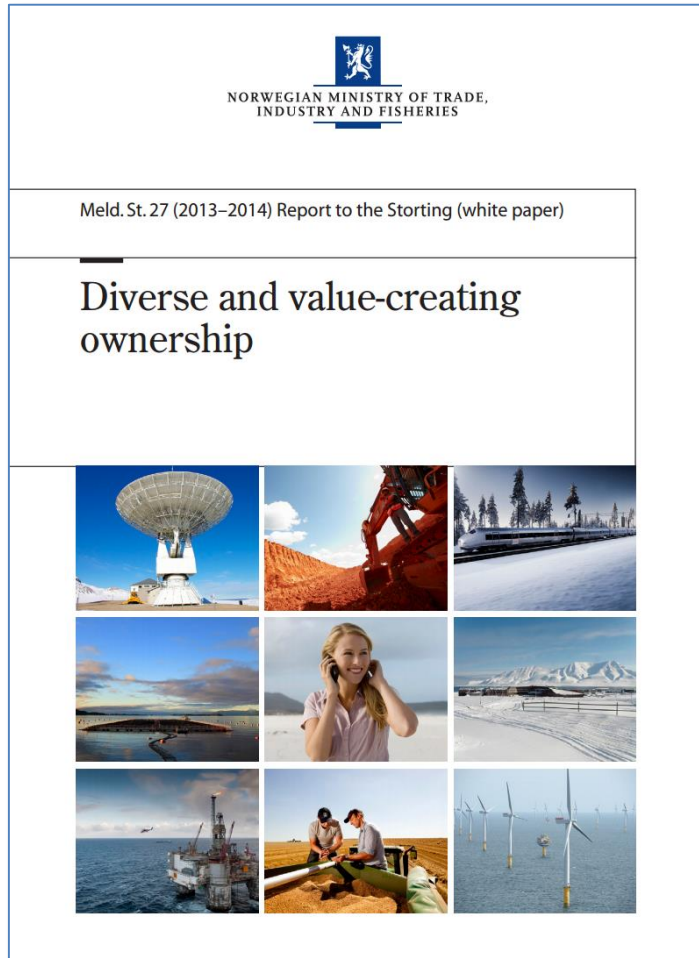 NORWEGIAN MINISTRY OF TRADE,
INDUSTRY AND FISHERIES
Meld. St. 27 (2013–2014) Report to the Storting (white paper)
Diverse and value-creating
ownership